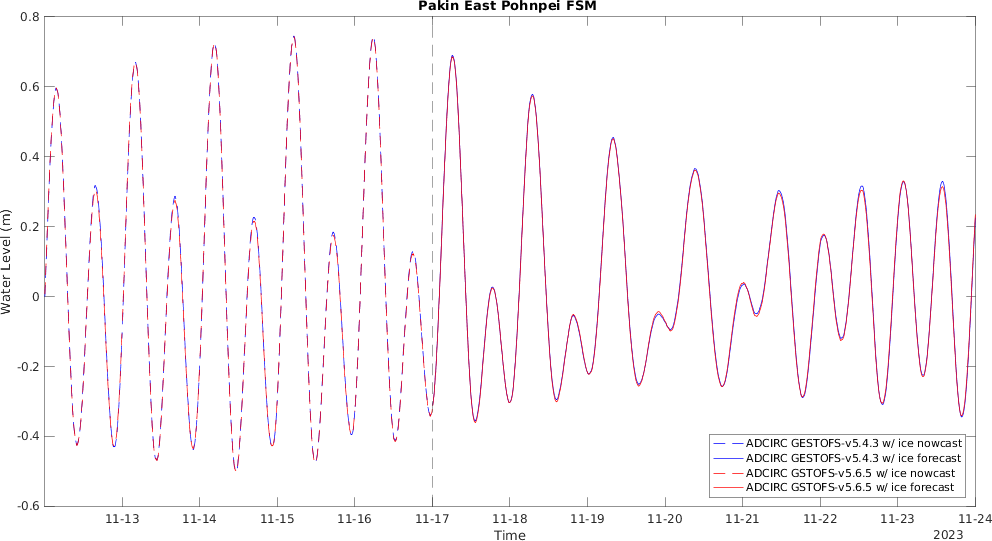 Pakin East Pohnpei FSM
0.8
0.6
0.4
0.2
0
-0.2
-0.4
-0.6
Water Level (m)
ADCIRC GESTOFS-v5.4.3 w/ ice nowcast
ADCIRC GESTOFS-v5.4.3 w/ ice forecast
ADCIRC GSTOFS-v5.6.5 w/ ice nowcast
ADCIRC GSTOFS-v5.6.5 w/ ice forecast
11-13 11-14 11-15 11-16 11-17 11-18 11-19 11-20 11-21 11-22 11-23 11-24
Time
2023